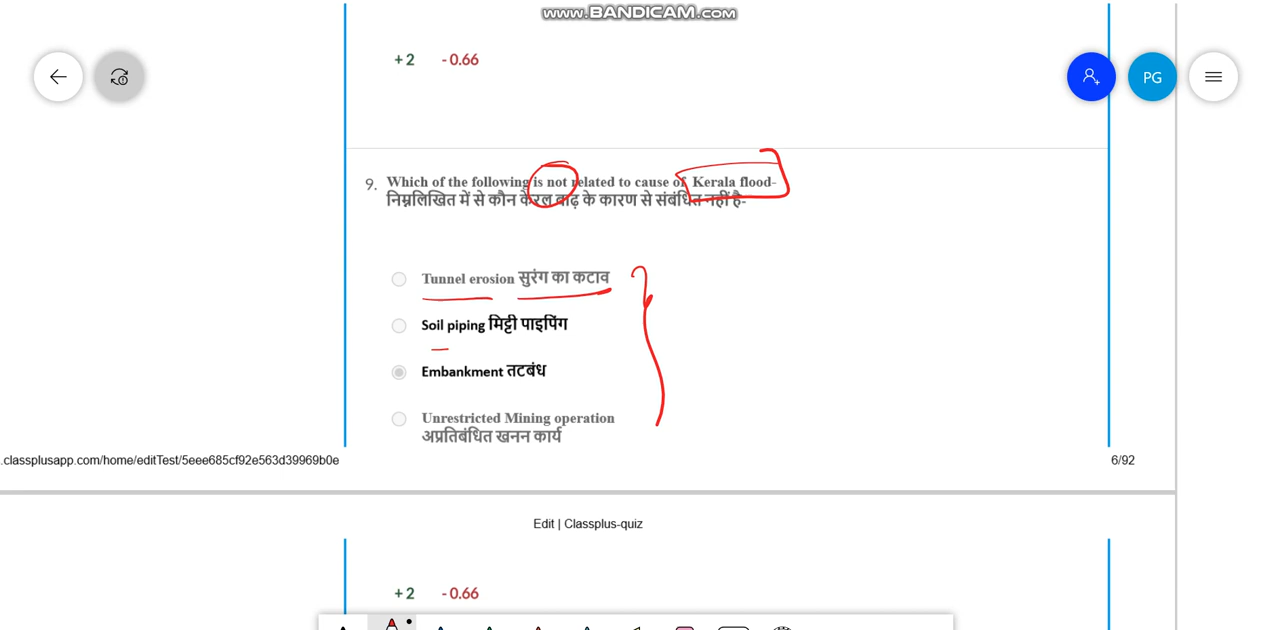 www.BANDICAM.com
+ 2 - 0.66
PG
9. Which of the following is not related to cause of Kerala flood-
निम्नलिखित में से कौन केरल बाढ़ के कारण से संबंधित नहीं है-
Tunnel erosion सुरंग का कटाव
Soil piping मिट्टी पाइपिंग
Embankment तटबंध
Unrestricted Mining operation
अप्रतिबंधित खनन कार्य
.classplusapp.com/home/editTest/5eee685cf92e563d39969b0e 6/92
Edit | Classplus-quiz
+ 2 - 0.66